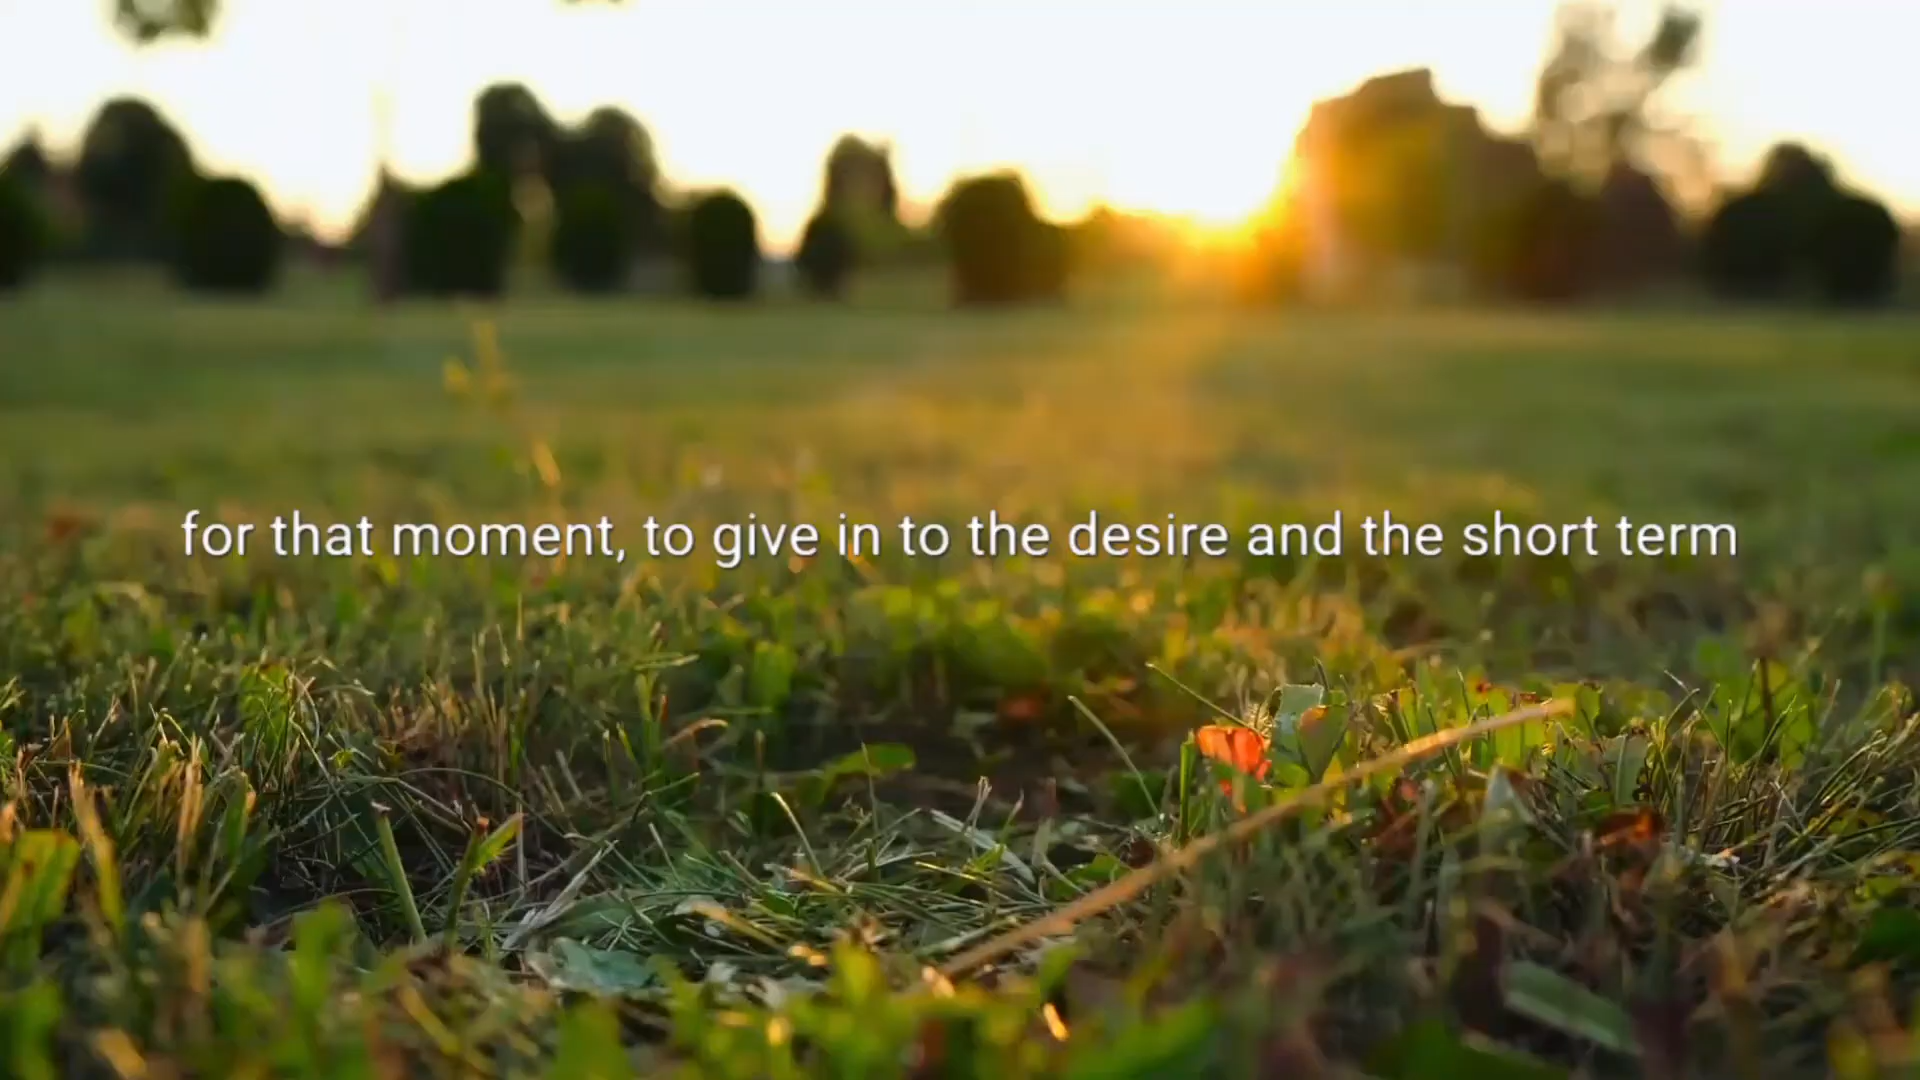 for that moment, to give in to the desire and the short term